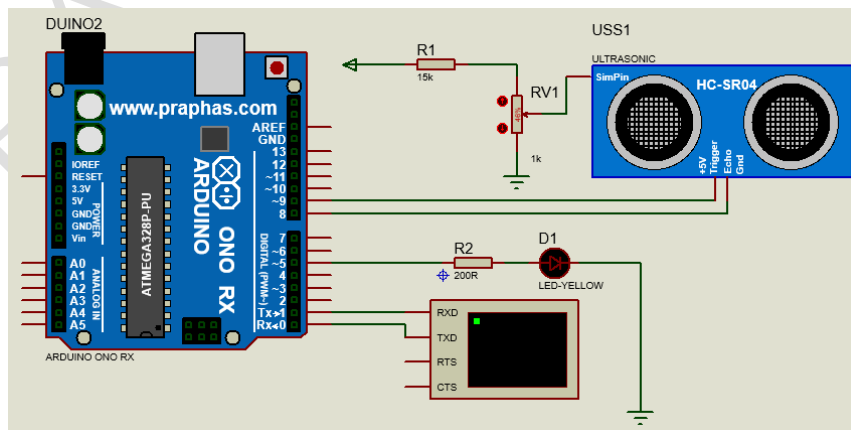 DUINO2
www.praphas.com
AREF
GND
13
12
~11
~10
~9
8
7
~6
~5
4
~3
2
Tx→1
Rx◂0
IOREF
RESET
3.3V
5V
GND
GND
Vin
POWER
A0
A1
A2
A3
A4
A5
ANALOG IN
ATMEGA328P-PU
ARDUINO
ONO RX
DIGITAL (PWM~)
ARDUINO ONO RX
R1
15k
RV1
46%
1k
USS1
ULTRASONIC
SimPin
HC-SR04
+5V
Trigger
Echo
Gnd
R2
200R
D1
LED-YELLOW
RXD
TXD
RTS
CTS